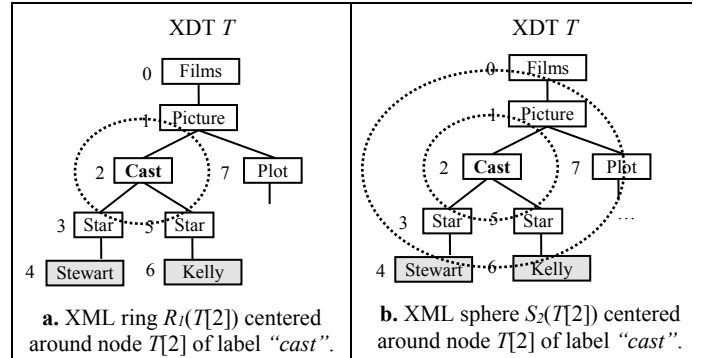 XDT T
0 Films
1 Picture
2 Cast 7 Plot
3 Star 5 Star
4 Stewart 6 Kelly
a. XML ring R1(T[2]) centered
around node T[2] of label “cast”.
XDT T
0 Films
1 Picture
2 Cast 7 Plot
...
3 Star 5 Star
4 Stewart 6 Kelly
b. XML sphere S2(T[2]) centered
around node T[2] of label “cast”.